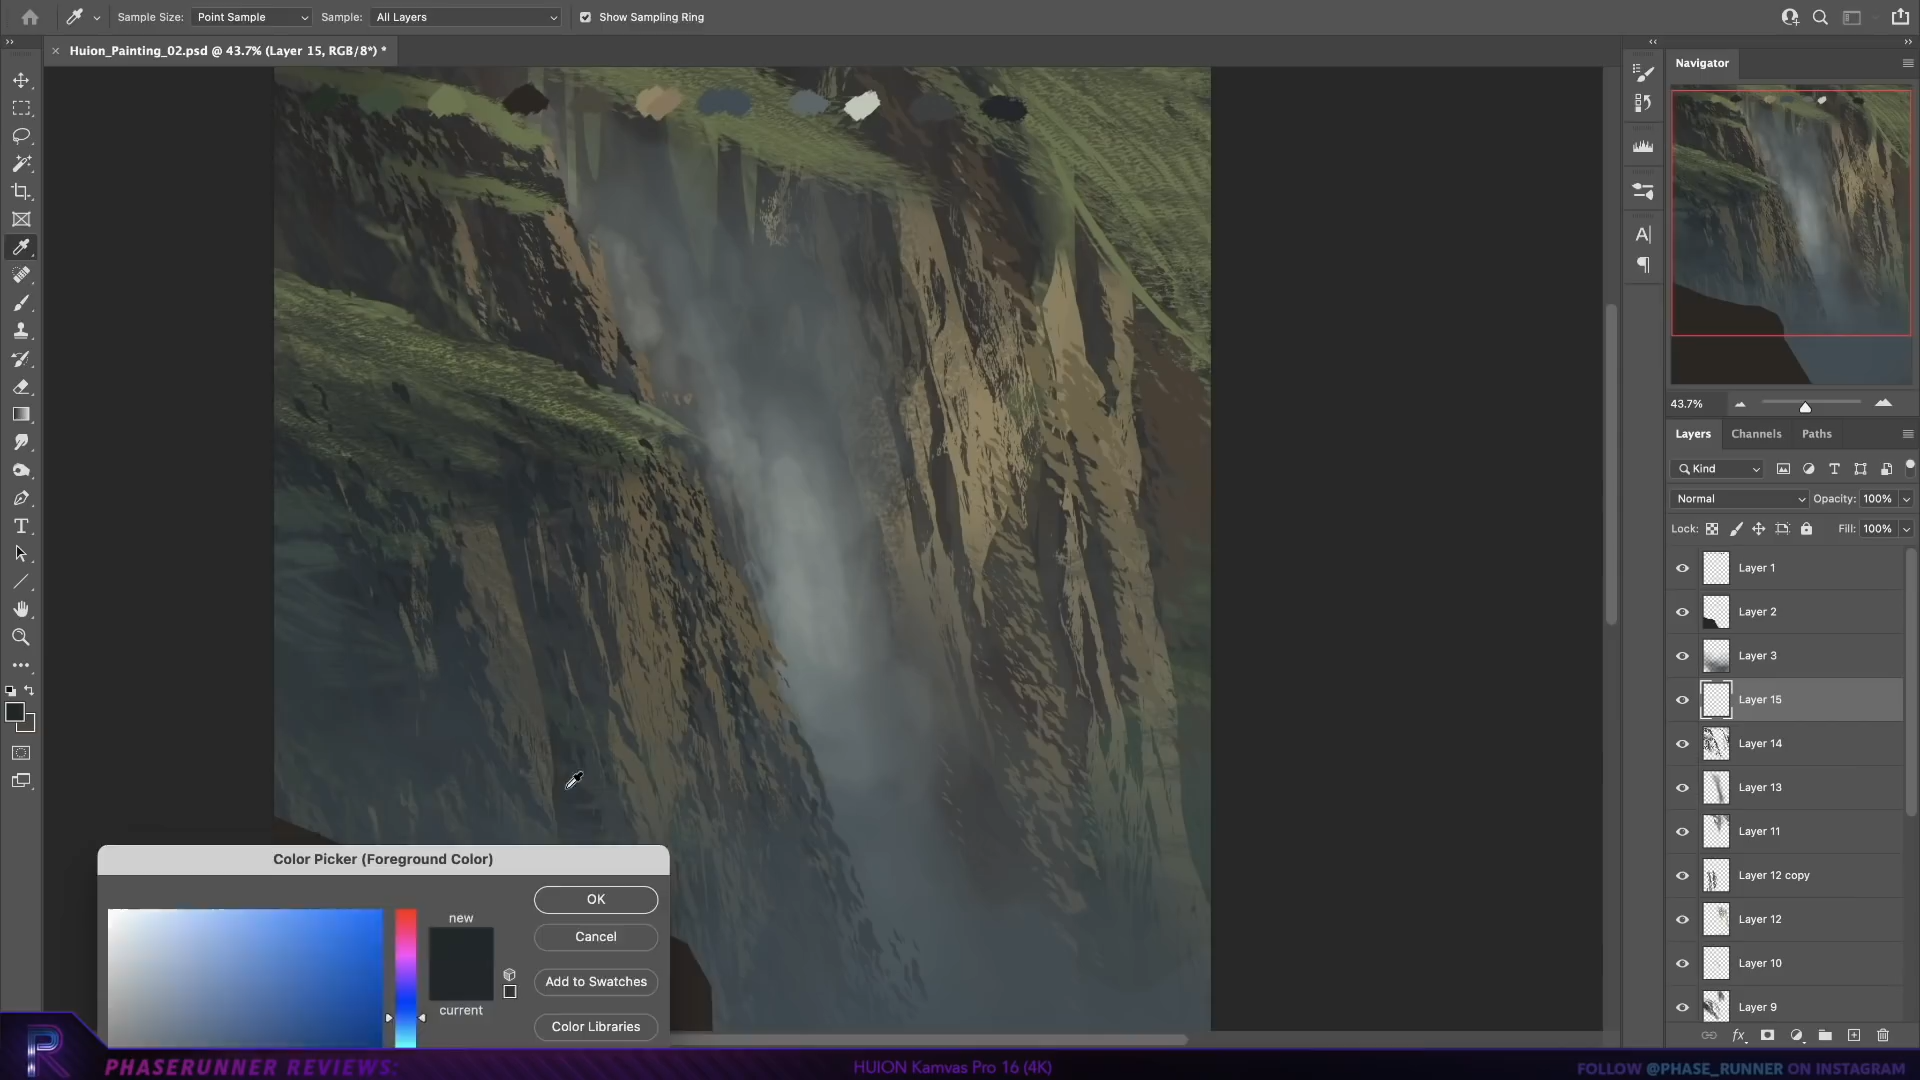 Sample Size: Point Sample Sample: All Layers Show Sampling Ring
Huion_Painting_02.psd @ 43.7% (Layer 15, RGB/8*) *
Navigator
43.7%
Layers Channels Paths
Kind
Normal Opacity: 100%
Lock: Fill: 100%
Layer 1
Layer 2
Layer 3
Layer 15
Layer 14
Layer 13
Layer 11
Layer 12 copy
Layer 12
Layer 10
Layer 9
Color Picker (Foreground Color)
new
current
OK
Cancel
Add to Swatches
Color Libraries
PHASERUNNER REVIEWS:
HUION Kamvas Pro 16 (4K)
FOLLOW @PHASE_RUNNER ON INSTAGRAM